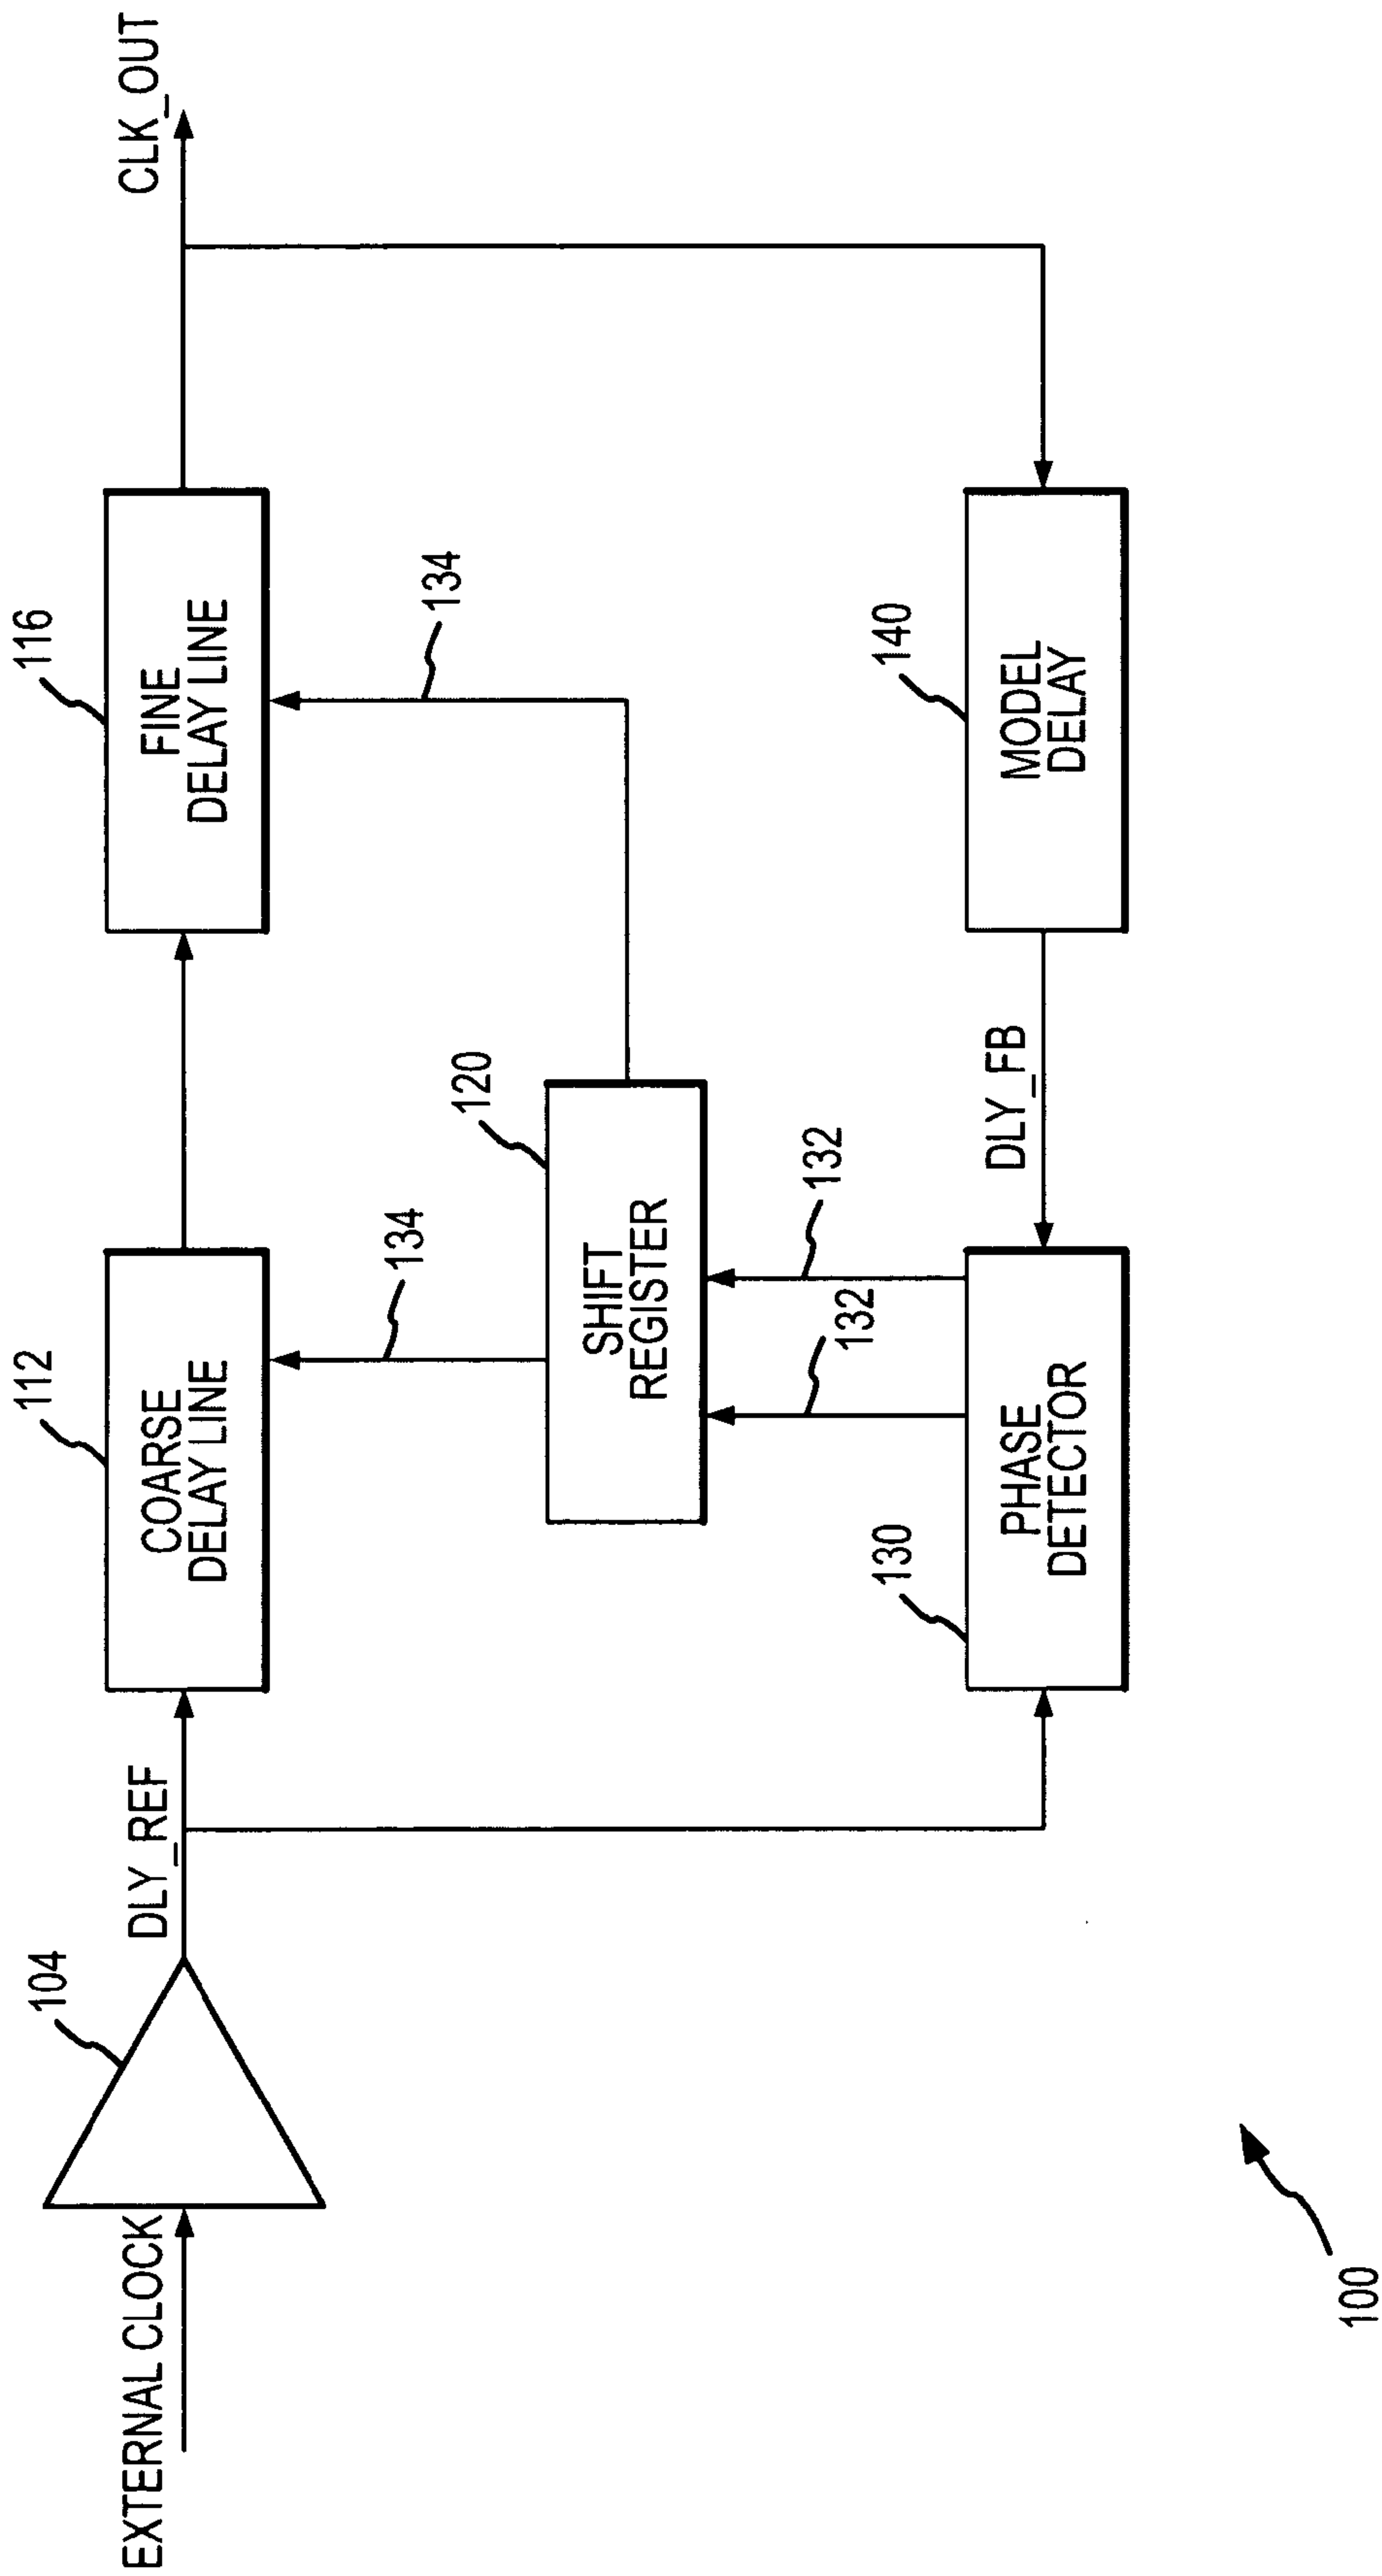 EXTERNAL CLOCK
104
DLY_REF
112
COARSE
DELAY LINE
116
FINE
DELAY LINE
CLK_OUT
134
134
120
SHIFT
REGISTER
132
132
130
PHASE
DETECTOR
DLY_FB
140
MODEL
DELAY
100